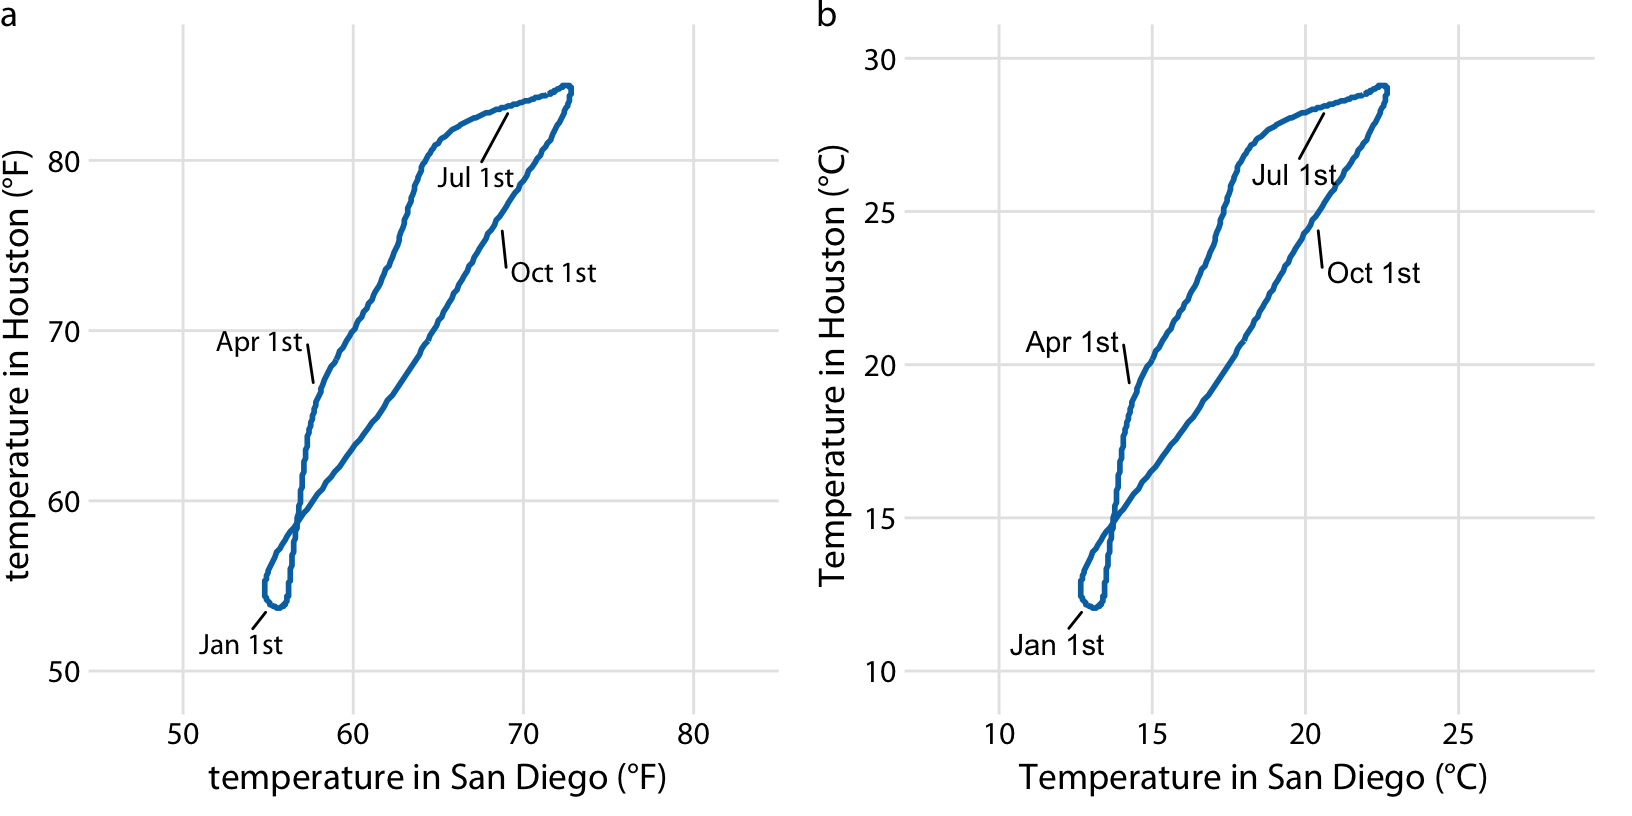 a
temperature in Houston (°F)
80
70
60
50
Jul 1st
Oct 1st
Apr 1st
Jan 1st
50 60 70 80
temperature in San Diego (°F)
b
Temperature in Houston (°C)
30
25
20
15
10
Jul 1st
Oct 1st
Apr 1st
Jan 1st
10 15 20 25
Temperature in San Diego (°C)